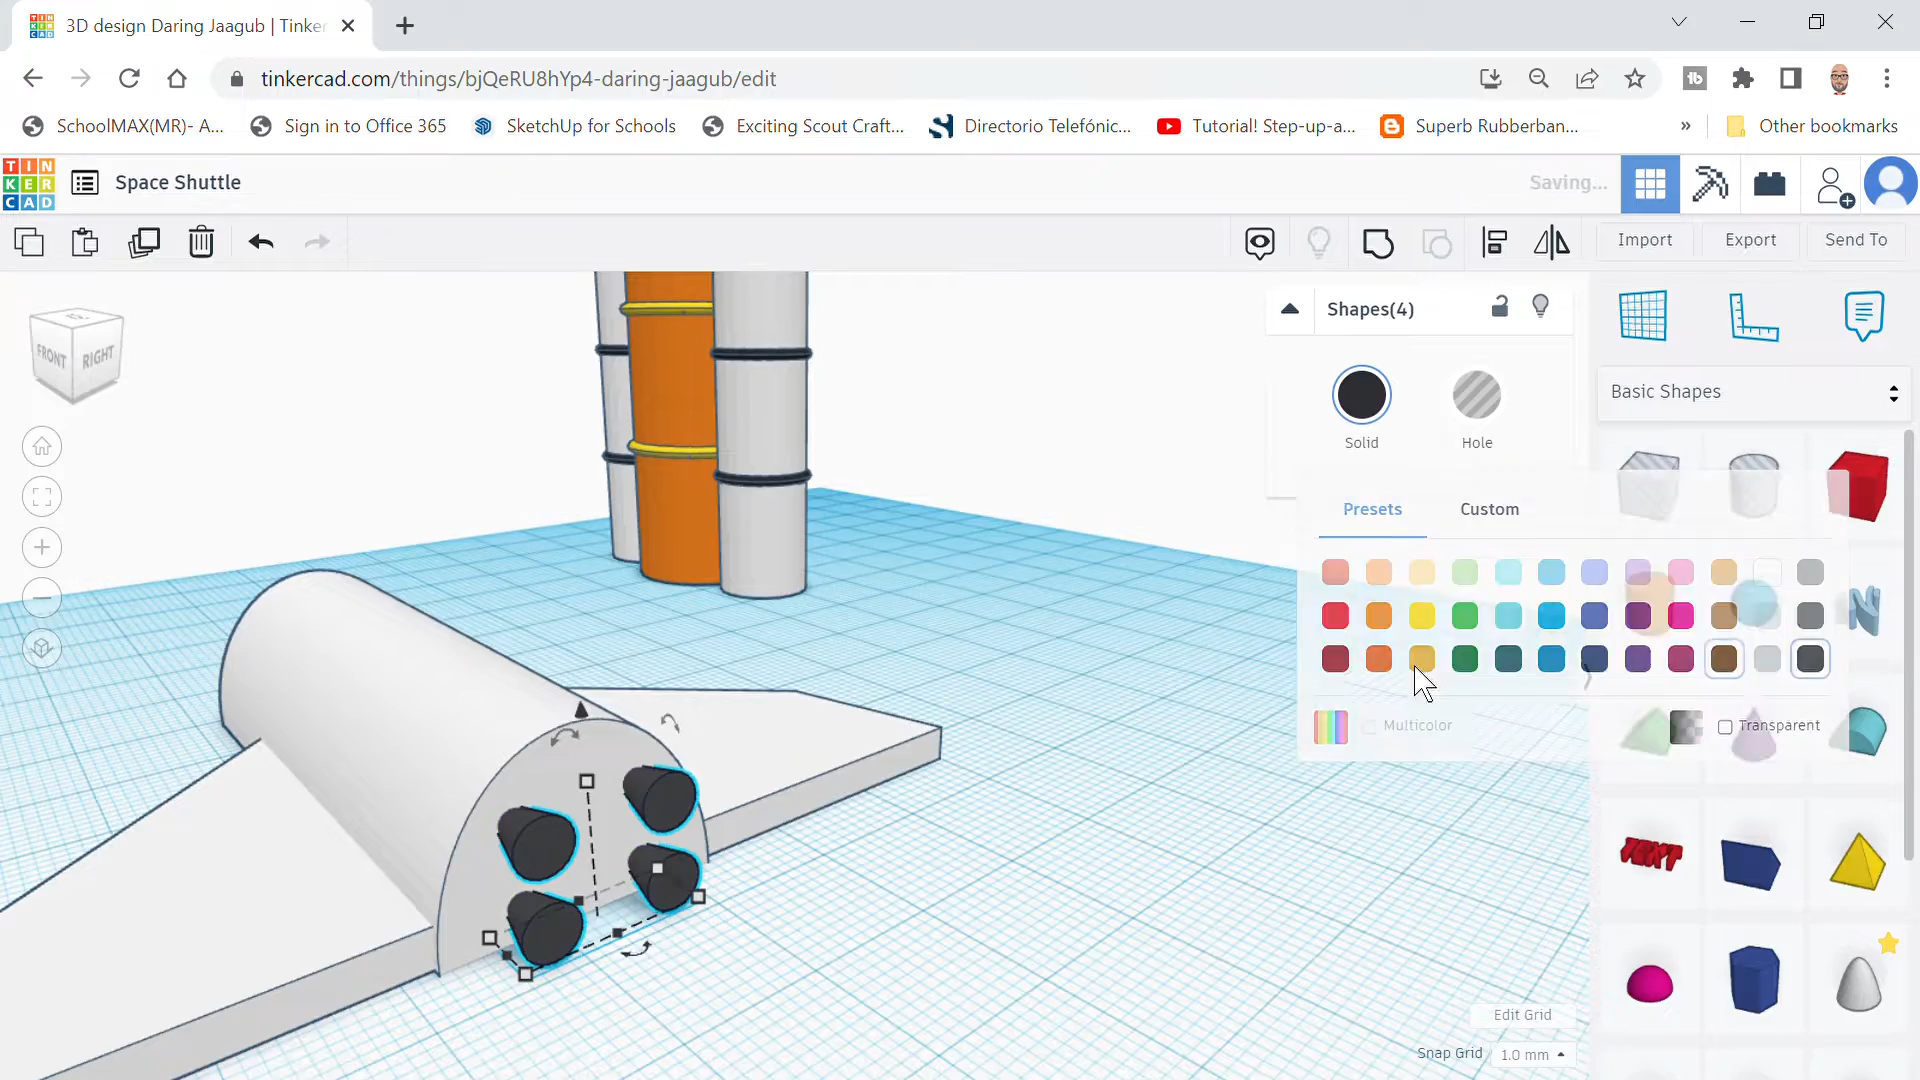 3D design Daring Jaagub | Tinker
tinkercad.com/things/bjQeRU8hYp4-daring-jaagub/edit
SchoolMAX(MR)- A...
Sign in to Office 365
SketchUp for Schools
Exciting Scout Craft...
Directorio Telefónic...
Tutorial! Step-up-a...
Superb Rubberban...
»
Other bookmarks
TIN
KER
CAD
Space Shuttle
Saving...
Import
Export
Send To
FRONT
RIGHT
Shapes(4)
Solid
Hole
Basic Shapes
Presets
Custom
Multicolor
Transparent
TEXT
Edit Grid
Snap Grid
1.0 mm